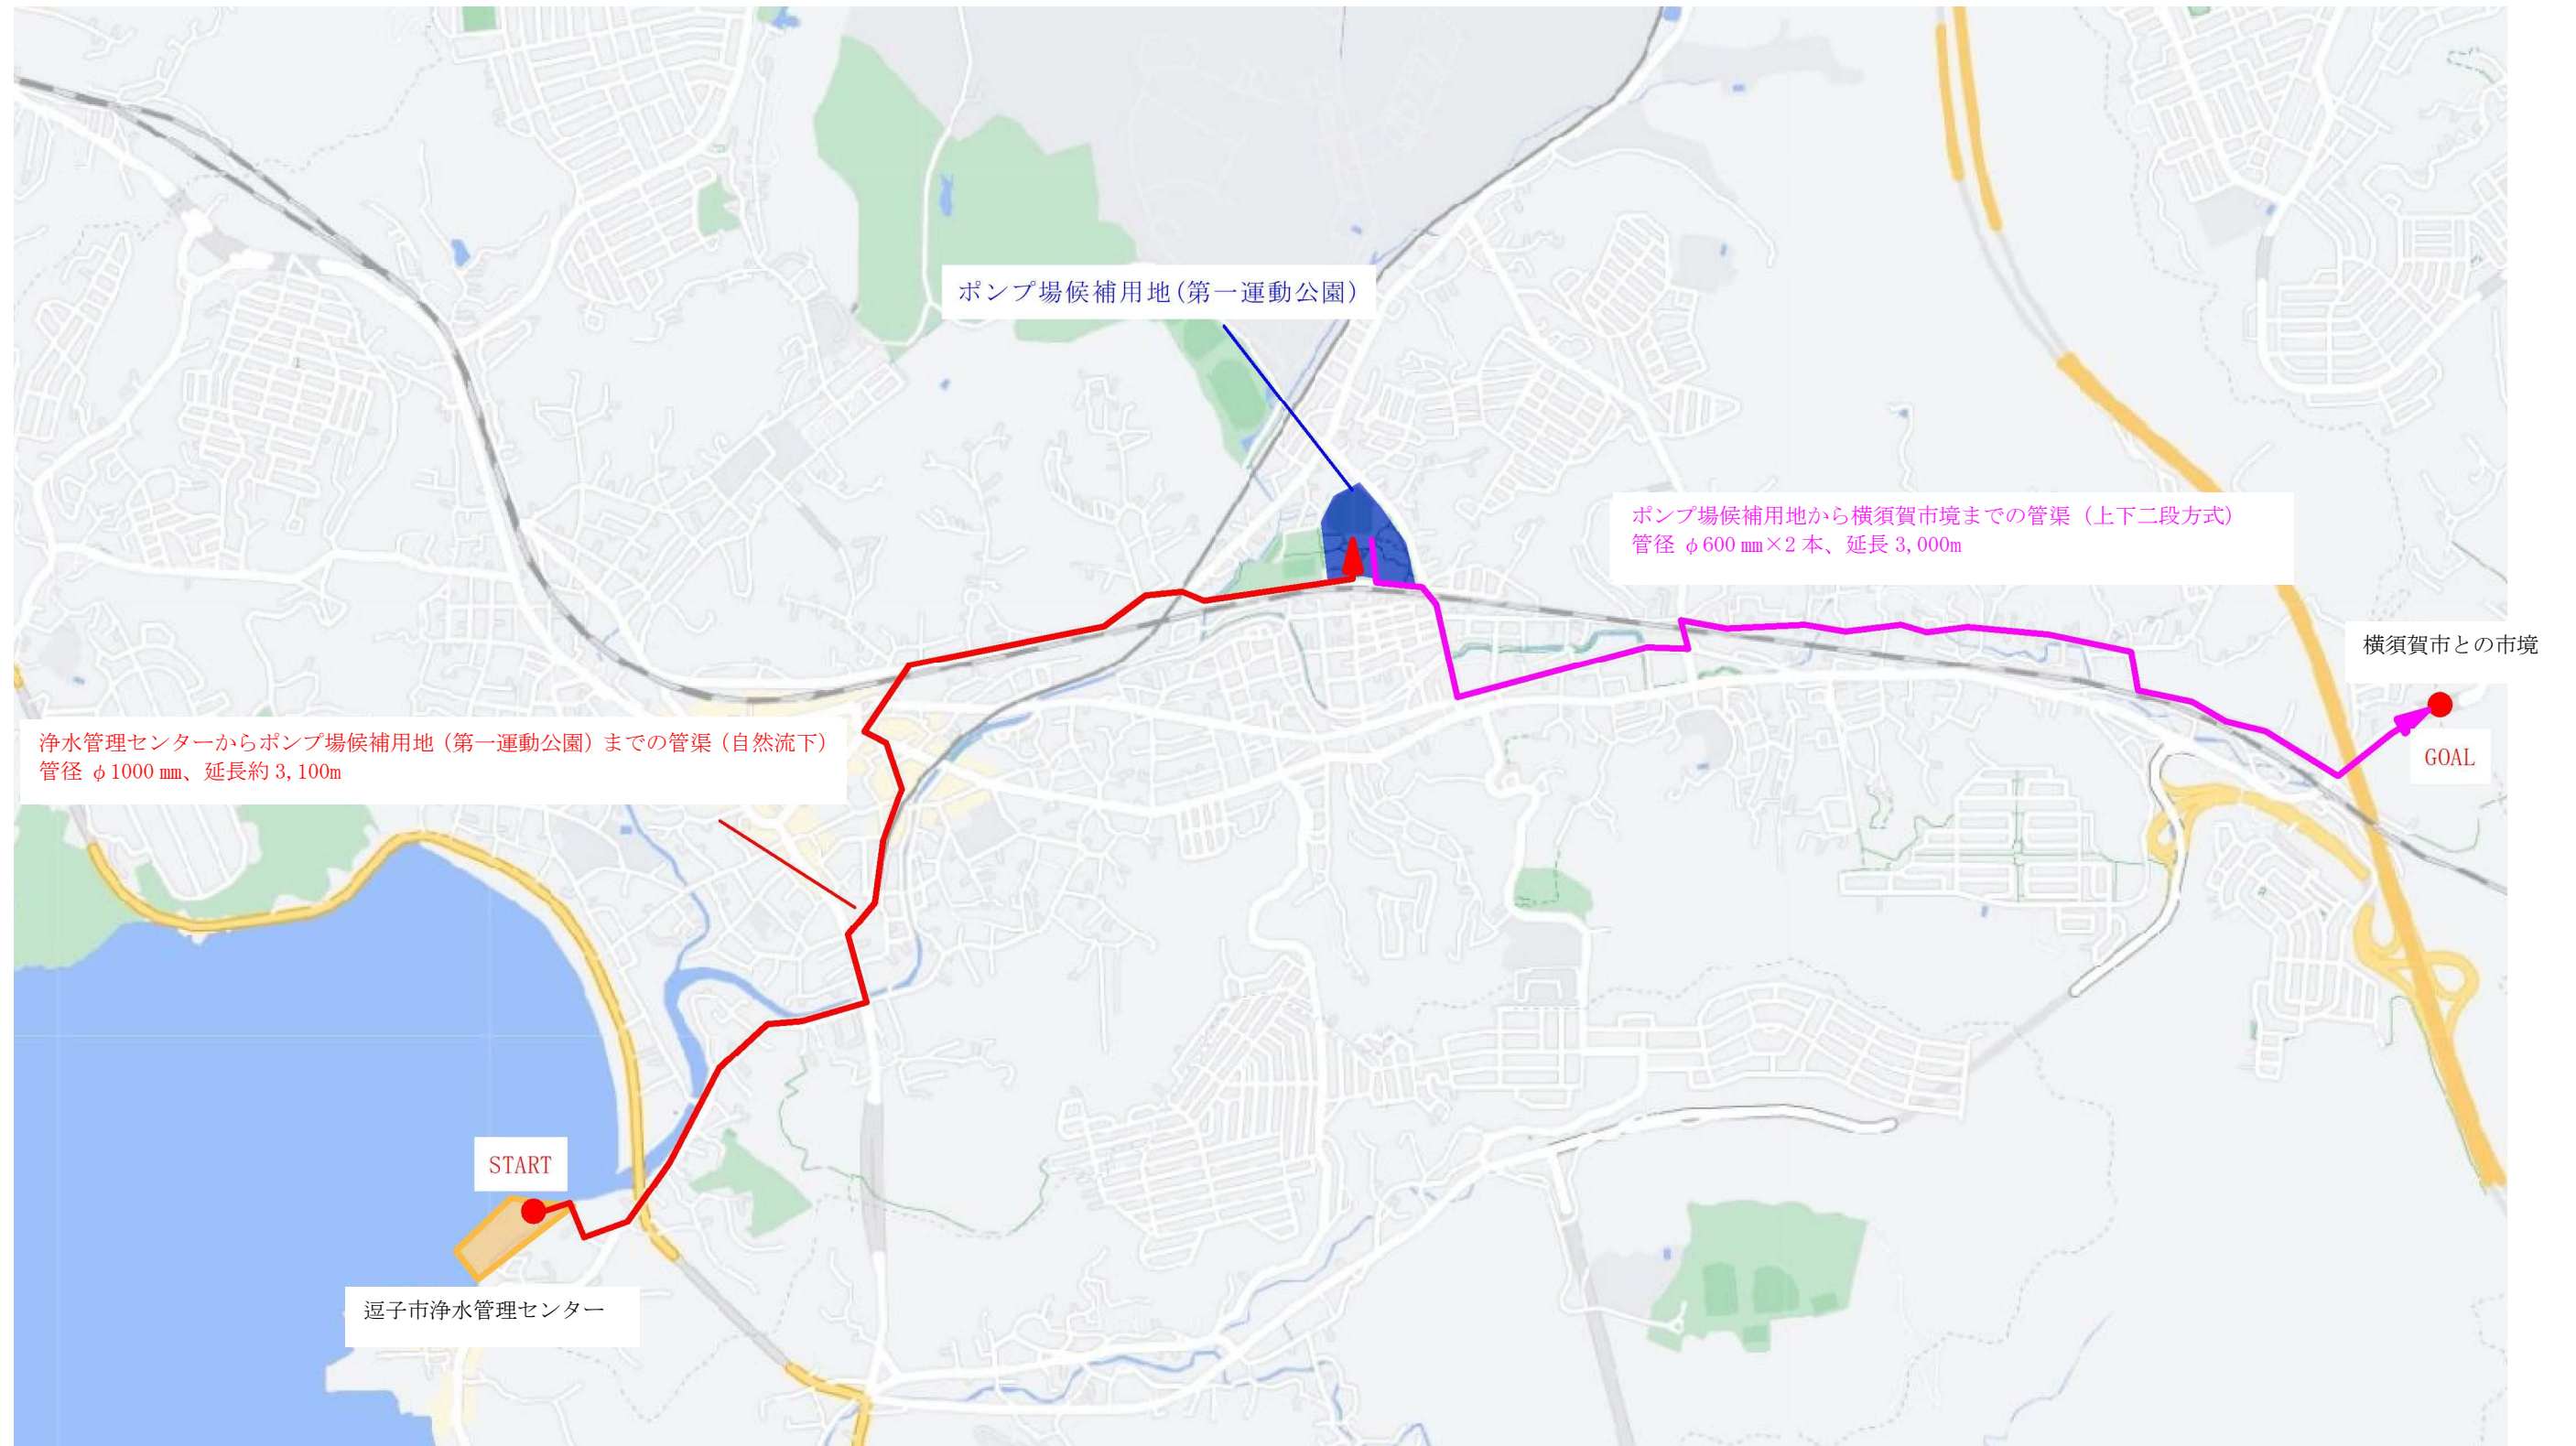 ポンプ場候補用地(第一運動公園)
ポンプ場候補用地から横須賀市境までの管渠（上下二段方式）
管径 φ600㎜×2本、延長3,000m
横須賀市との市境
GOAL
浄水管理センターからポンプ場候補用地（第一運動公園）までの管渠（自然流下）
管径 φ1000㎜、延長約3,100m
START
逗子市浄水管理センター